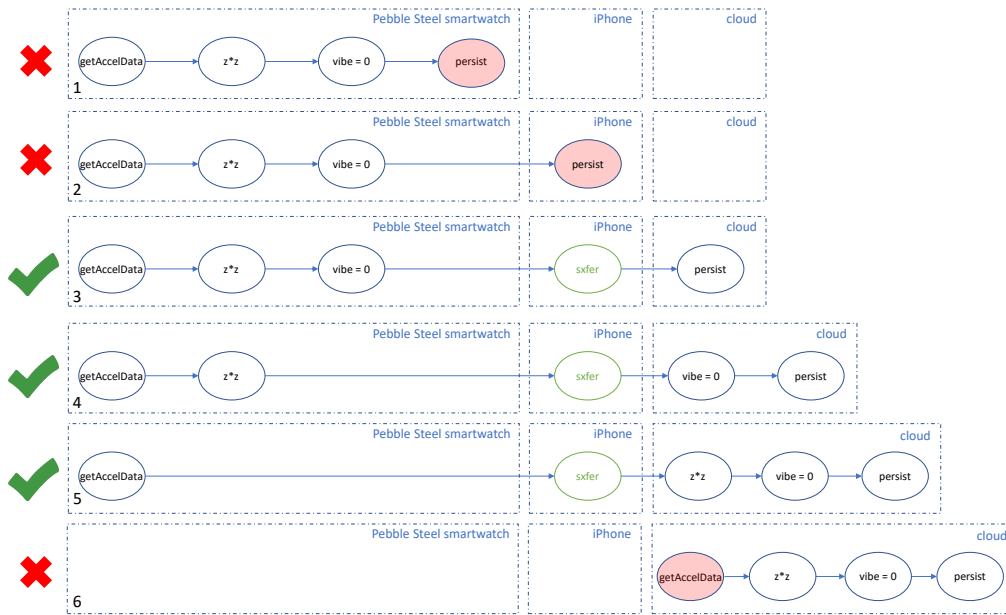 Pebble Steel smartwatch iPhone cloud
getAccelData z*z vibe = 0 persist
1
Pebble Steel smartwatch iPhone cloud
getAccelData z*z vibe = 0 persist
2
Pebble Steel smartwatch iPhone cloud
getAccelData z*z vibe = 0 sxfer persist
3
Pebble Steel smartwatch iPhone cloud
getAccelData z*z sxfer vibe = 0 persist
4
Pebble Steel smartwatch iPhone cloud
getAccelData sxfer z*z vibe = 0 persist
5
Pebble Steel smartwatch iPhone cloud
getAccelData z*z vibe = 0 persist
6